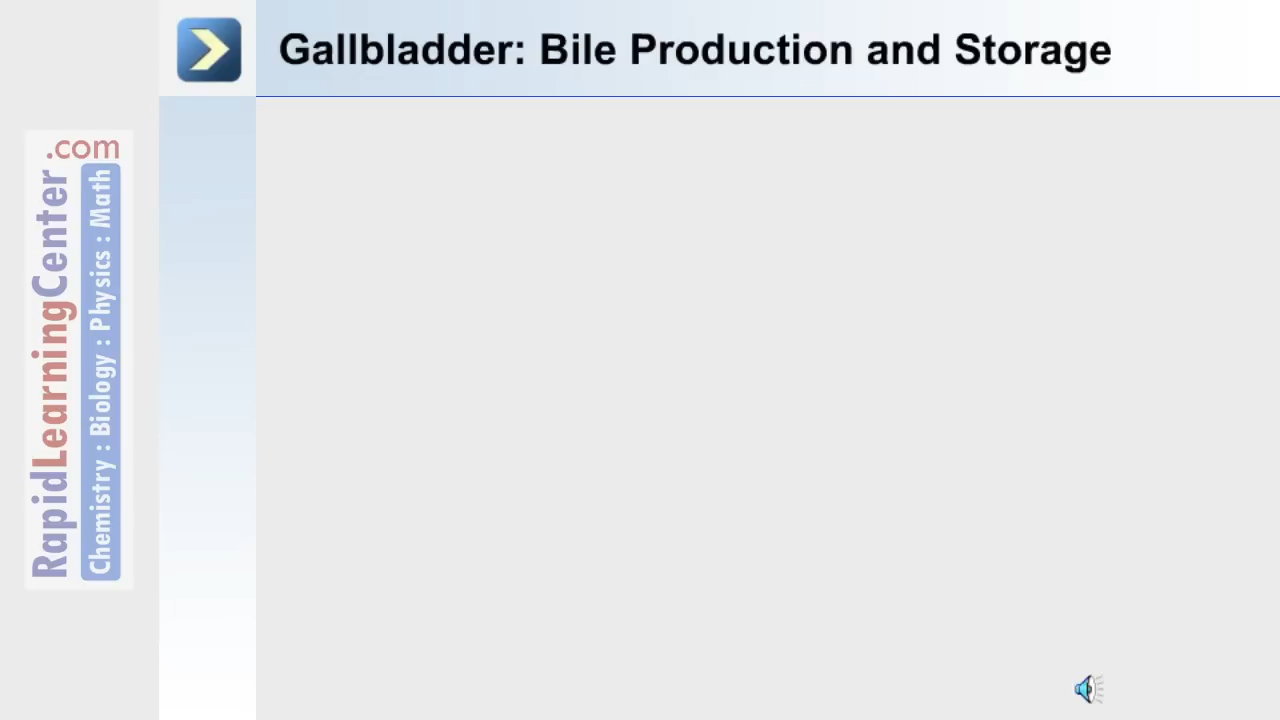 Gallbladder: Bile Production and Storage
RapidLearningCenter.com
Chemistry : Biology : Physics : Math